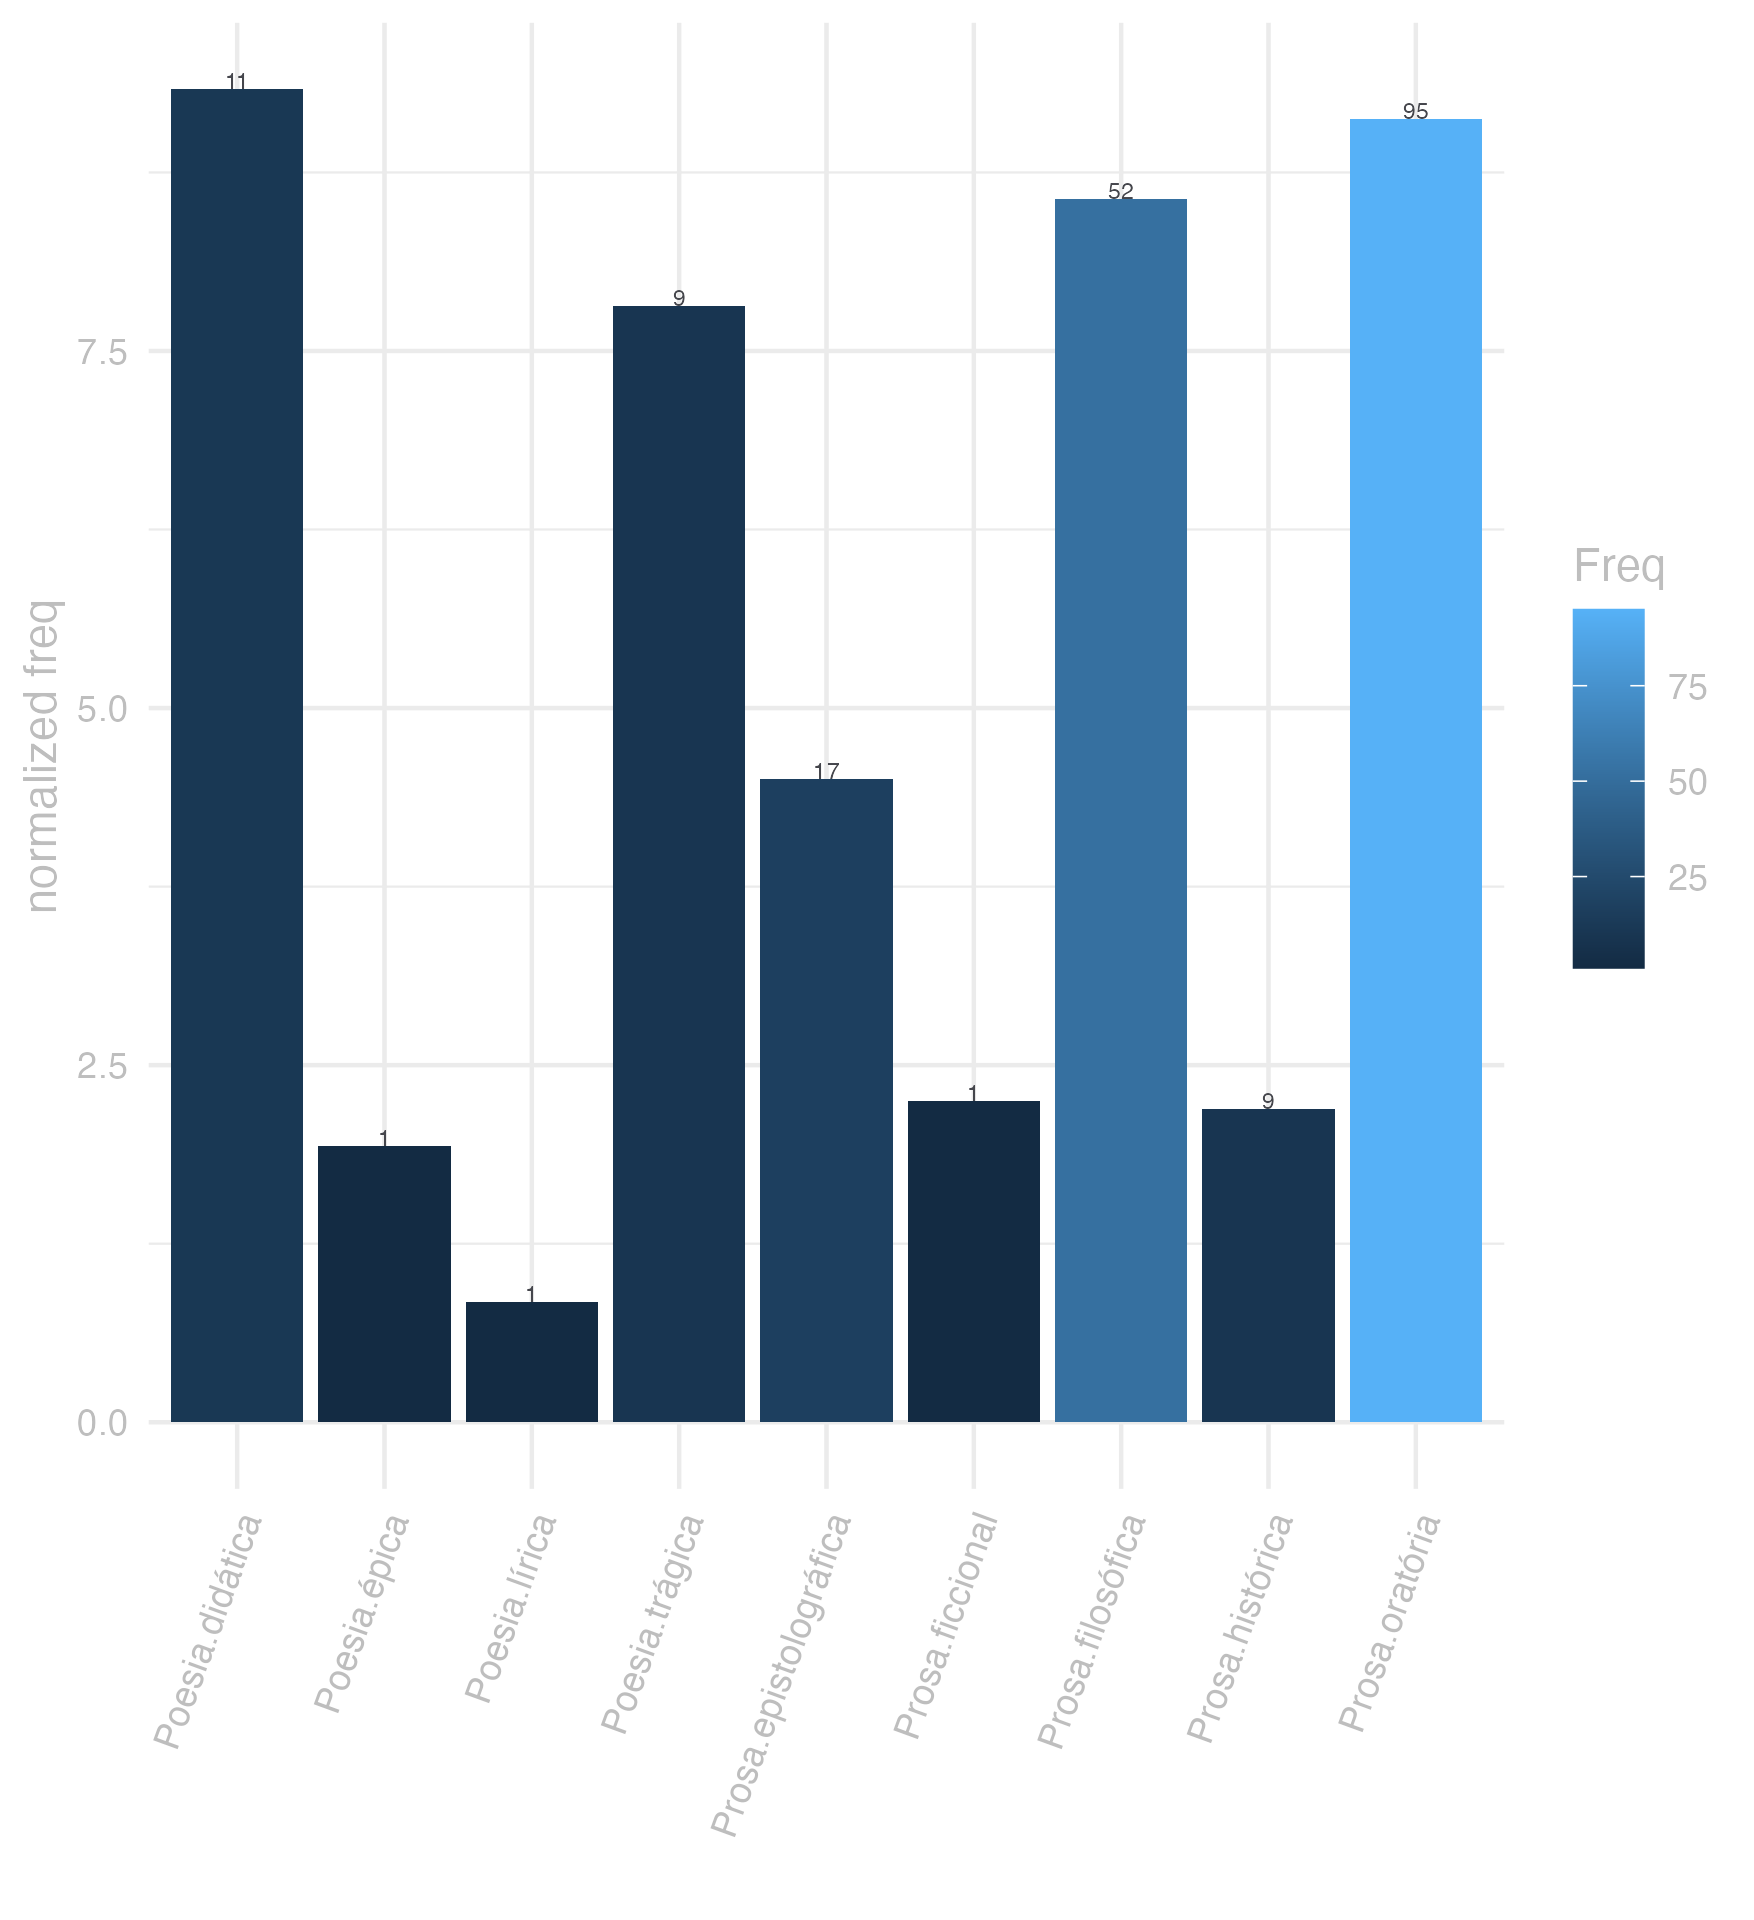 11
95
52
9
7.5
Freq
75
5.0
17
50
normalized freq
25
2.5
1
9
1
1
0.0
Poesia.didática
Poesia.épica
Poesia.lírica
Poesia.trágica
Prosa.epistolográfica
Prosa.ficcional
Prosa.filosófica
Prosa.histórica
Prosa.oratória